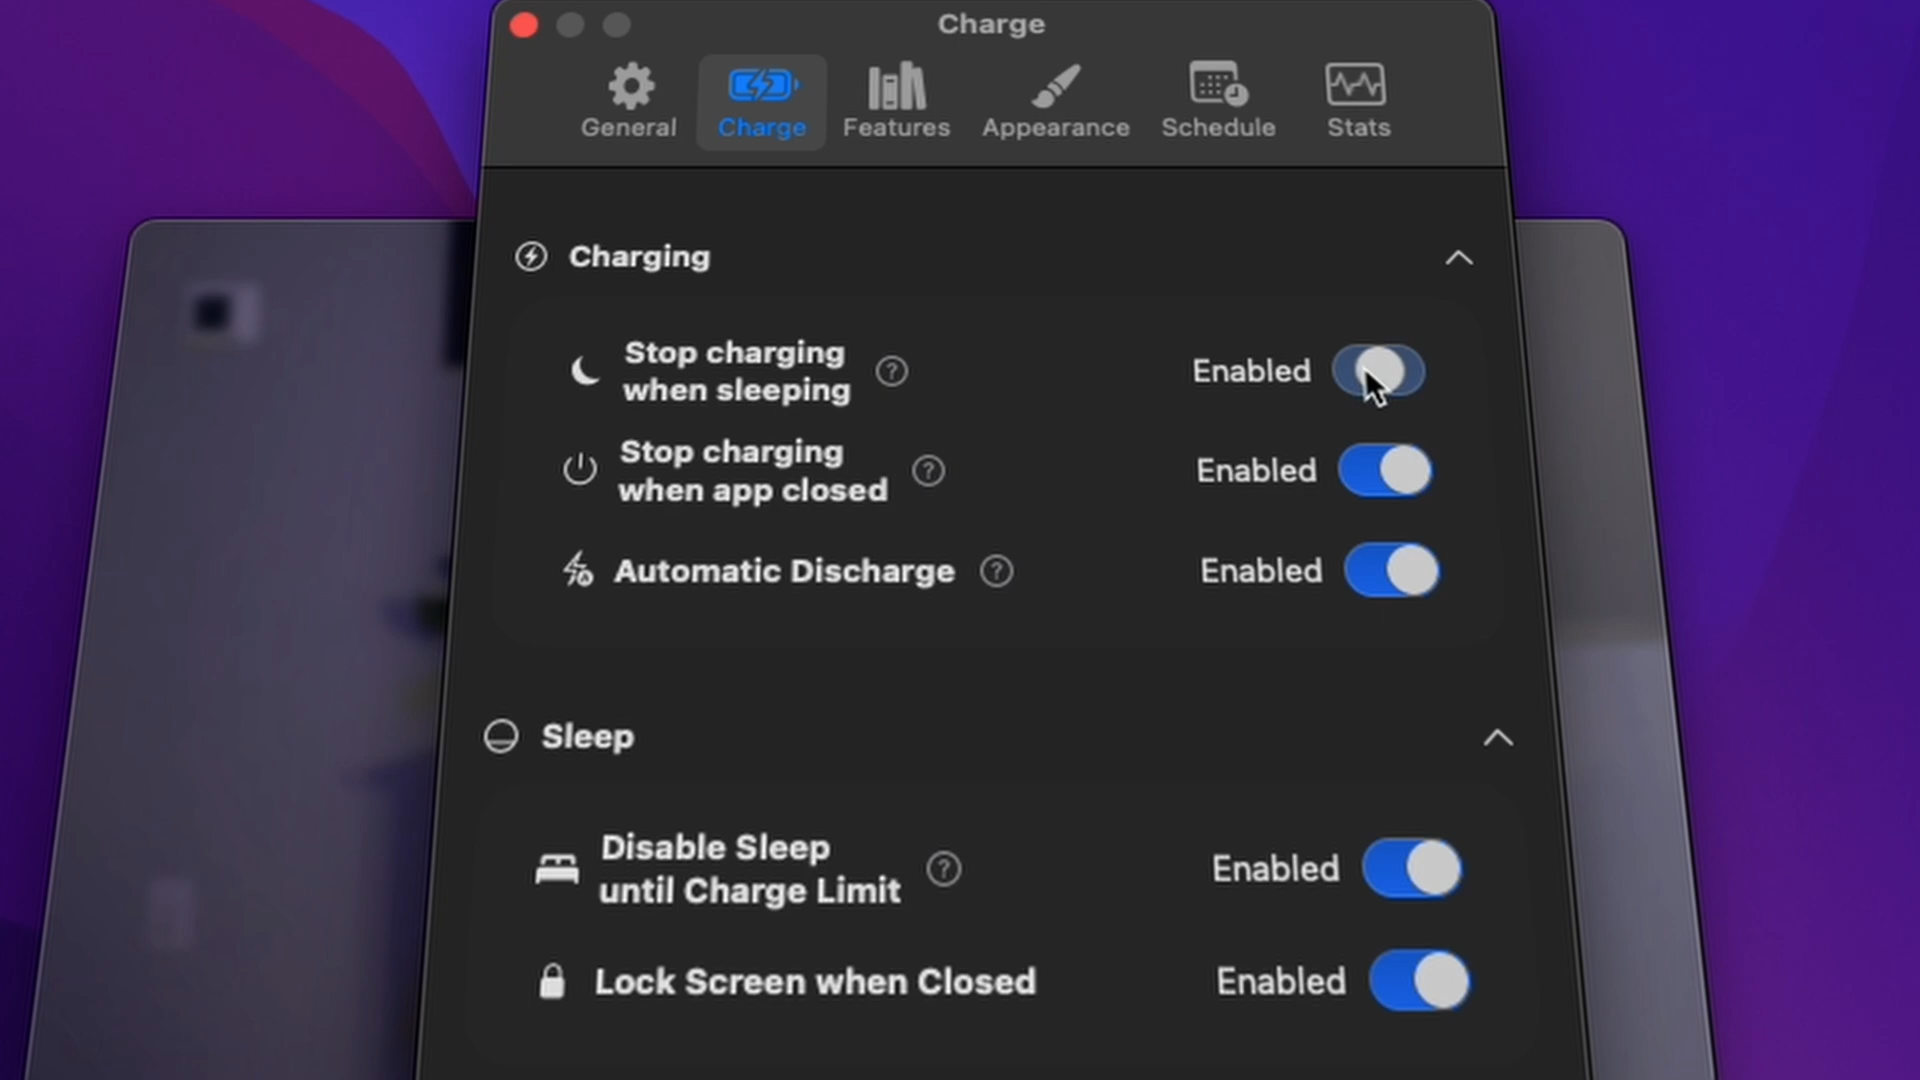 Charge
General
Charge
Features
Appearance
Schedule
Stats
Charging
Stop charging
when sleeping
?
Enabled
Stop charging
when app closed
?
Enabled
Automatic Discharge
?
Enabled
Sleep
Disable Sleep
until Charge Limit
?
Enabled
Lock Screen when Closed
Enabled